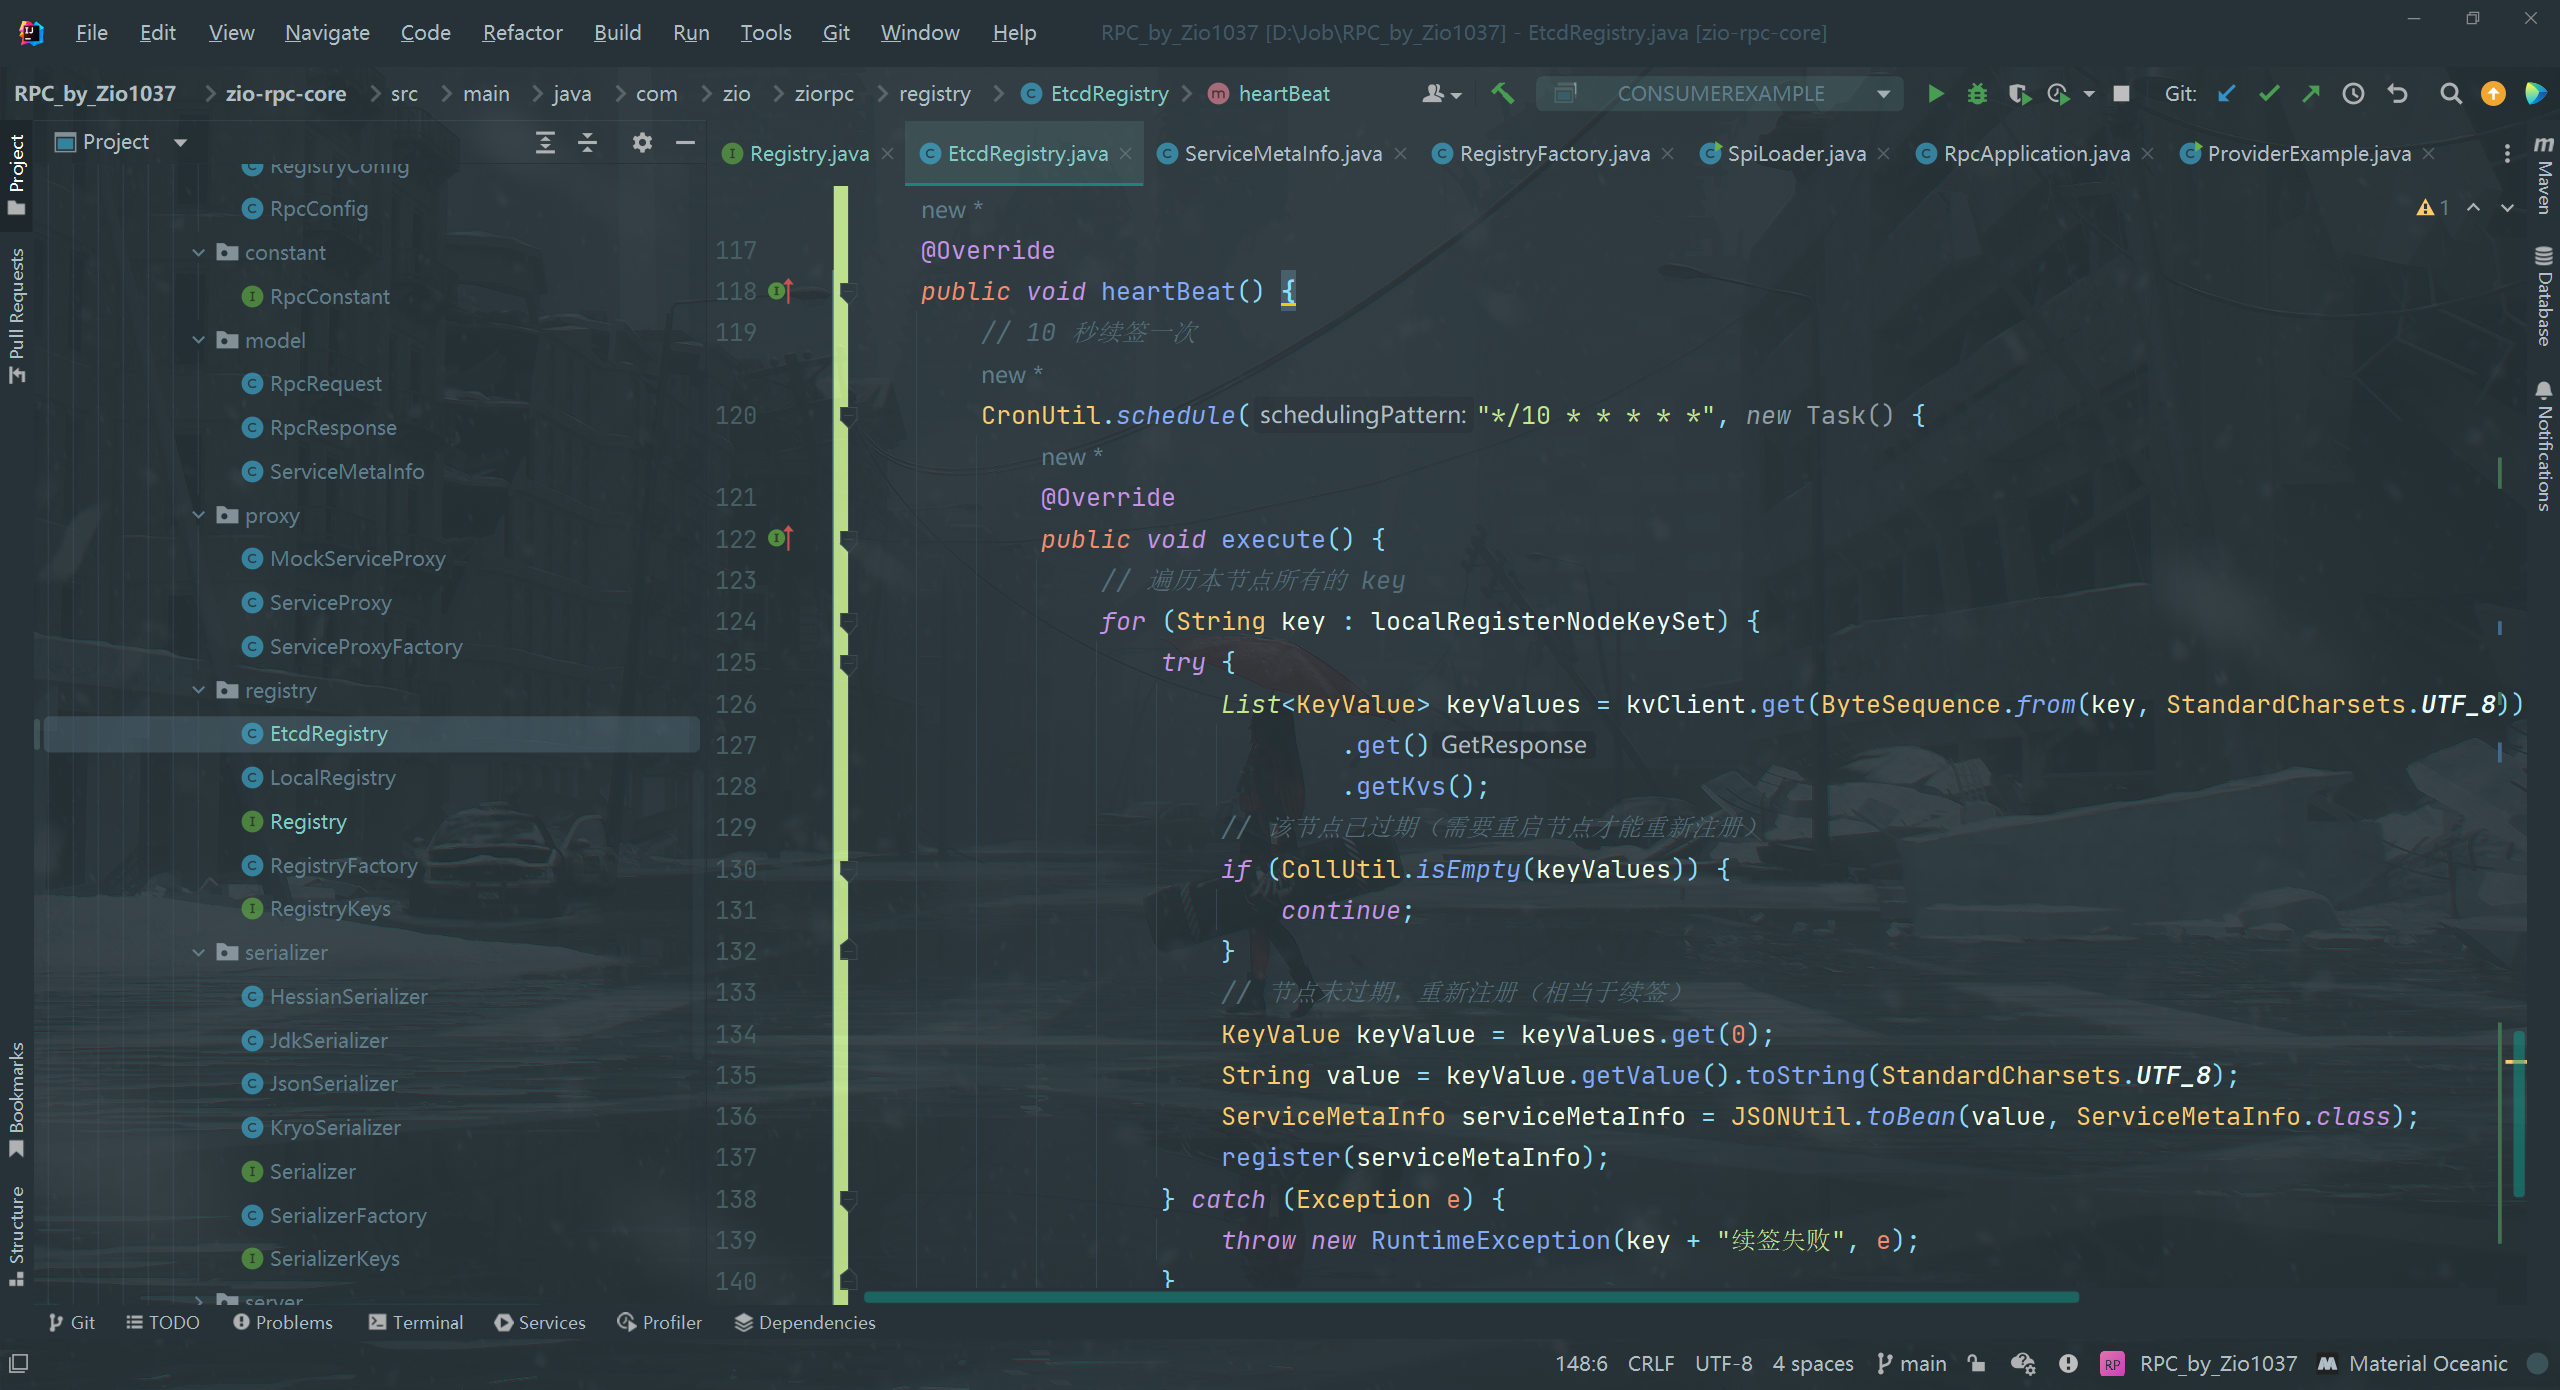 File Edit View Navigate Code Refactor Build Run Tools Git Window Help RPC_by_Zio1037 [D:\Job\RPC_by_Zio1037] - EtcdRegistry.java [zio-rpc-core]
RPC_by_Zio1037 zio-rpc-core src main java com zio ziorpc registry EtcdRegistry heartBeat CONSUMEREXAMPLE Git:
Project
Registry.java EtcdRegistry.java ServiceMetaInfo.java RegistryFactory.java SpiLoader.java RpcApplication.java ProviderExample.java
Project
Pull Requests
Bookmarks
Structure
RegistryConfig
RpcConfig
constant
RpcConstant
model
RpcRequest
RpcResponse
ServiceMetaInfo
proxy
MockServiceProxy
ServiceProxy
ServiceProxyFactory
registry
EtcdRegistry
LocalRegistry
Registry
RegistryFactory
RegistryKeys
serializer
HessianSerializer
JdkSerializer
JsonSerializer
KryoSerializer
Serializer
SerializerFactory
SerializerKeys
server
1
new *
117 @Override
118 public void heartBeat() {
119 // 10 秒续签一次
new *
120 CronUtil.schedule( schedulingPattern: "*/10 * * * * *", new Task() {
new *
121 @Override
122 public void execute() {
123 // 遍历本节点所有的 key
124 for (String key : localRegisterNodeKeySet) {
125 try {
126 List<KeyValue> keyValues = kvClient.get(ByteSequence.from(key, StandardCharsets.UTF_8))
127 .get() GetResponse
128 .getKvs();
129 // 该节点已过期（需要重启节点才能重新注册）
130 if (CollUtil.isEmpty(keyValues)) {
131 continue;
132 }
133 // 节点未过期，重新注册（相当于续签）
134 KeyValue keyValue = keyValues.get(0);
135 String value = keyValue.getValue().toString(StandardCharsets.UTF_8);
136 ServiceMetaInfo serviceMetaInfo = JSONUtil.toBean(value, ServiceMetaInfo.class);
137 register(serviceMetaInfo);
138 } catch (Exception e) {
139 throw new RuntimeException(key + "续签失败", e);
140 }
Maven
Database
Notifications
Git TODO Problems Terminal Services Profiler Dependencies
148:6 CRLF UTF-8 4 spaces main RP RPC_by_Zio1037 Material Oceanic